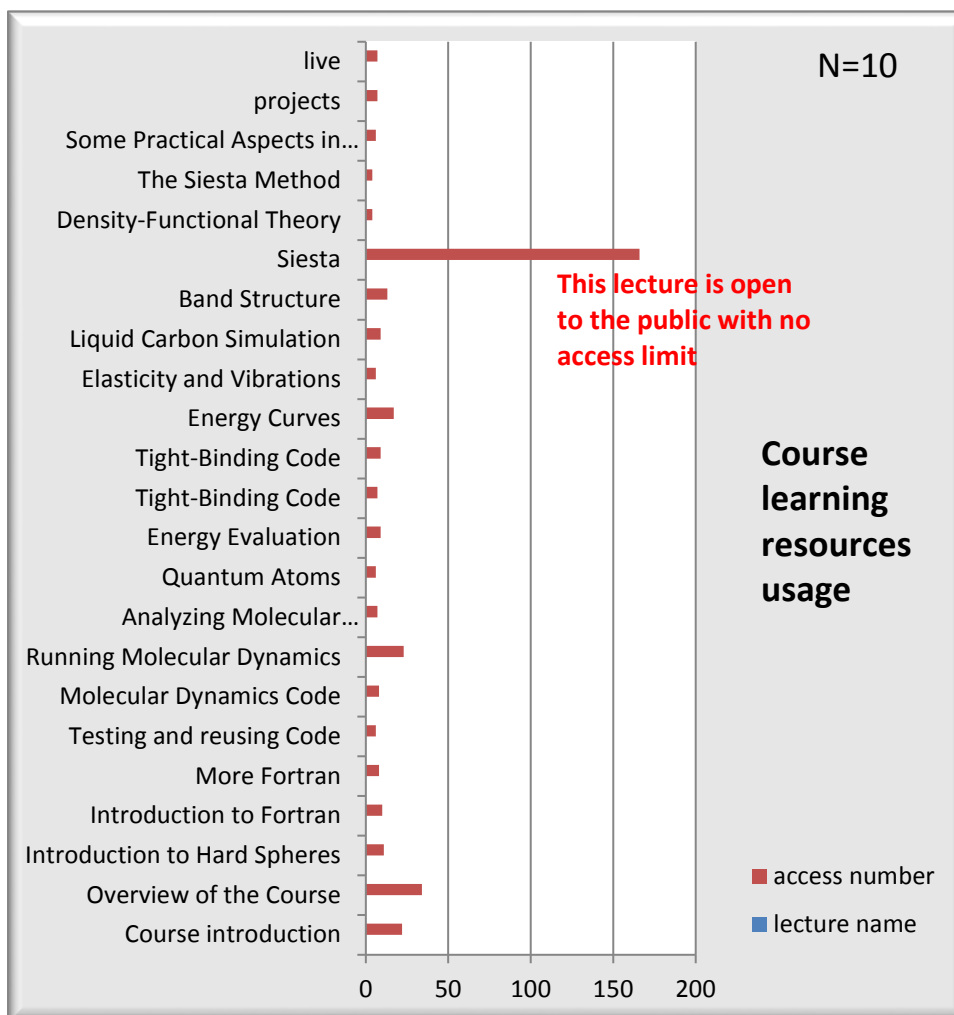 N=10
live
projects
Some Practical Aspects in…
The Siesta Method
Density-Functional Theory
Siesta
This lecture is open
to the public with no
access limit
Band Structure
Liquid Carbon Simulation
Elasticity and Vibrations
Energy Curves
Tight-Binding Code
Tight-Binding Code
Energy Evaluation
Quantum Atoms
Analyzing Molecular…
Running Molecular Dynamics
Molecular Dynamics Code
Testing and reusing Code
More Fortran
Introduction to Fortran
Introduction to Hard Spheres
Overview of the Course
Course introduction
Course
learning
resources
usage
access number
lecture name
0 50 100 150 200